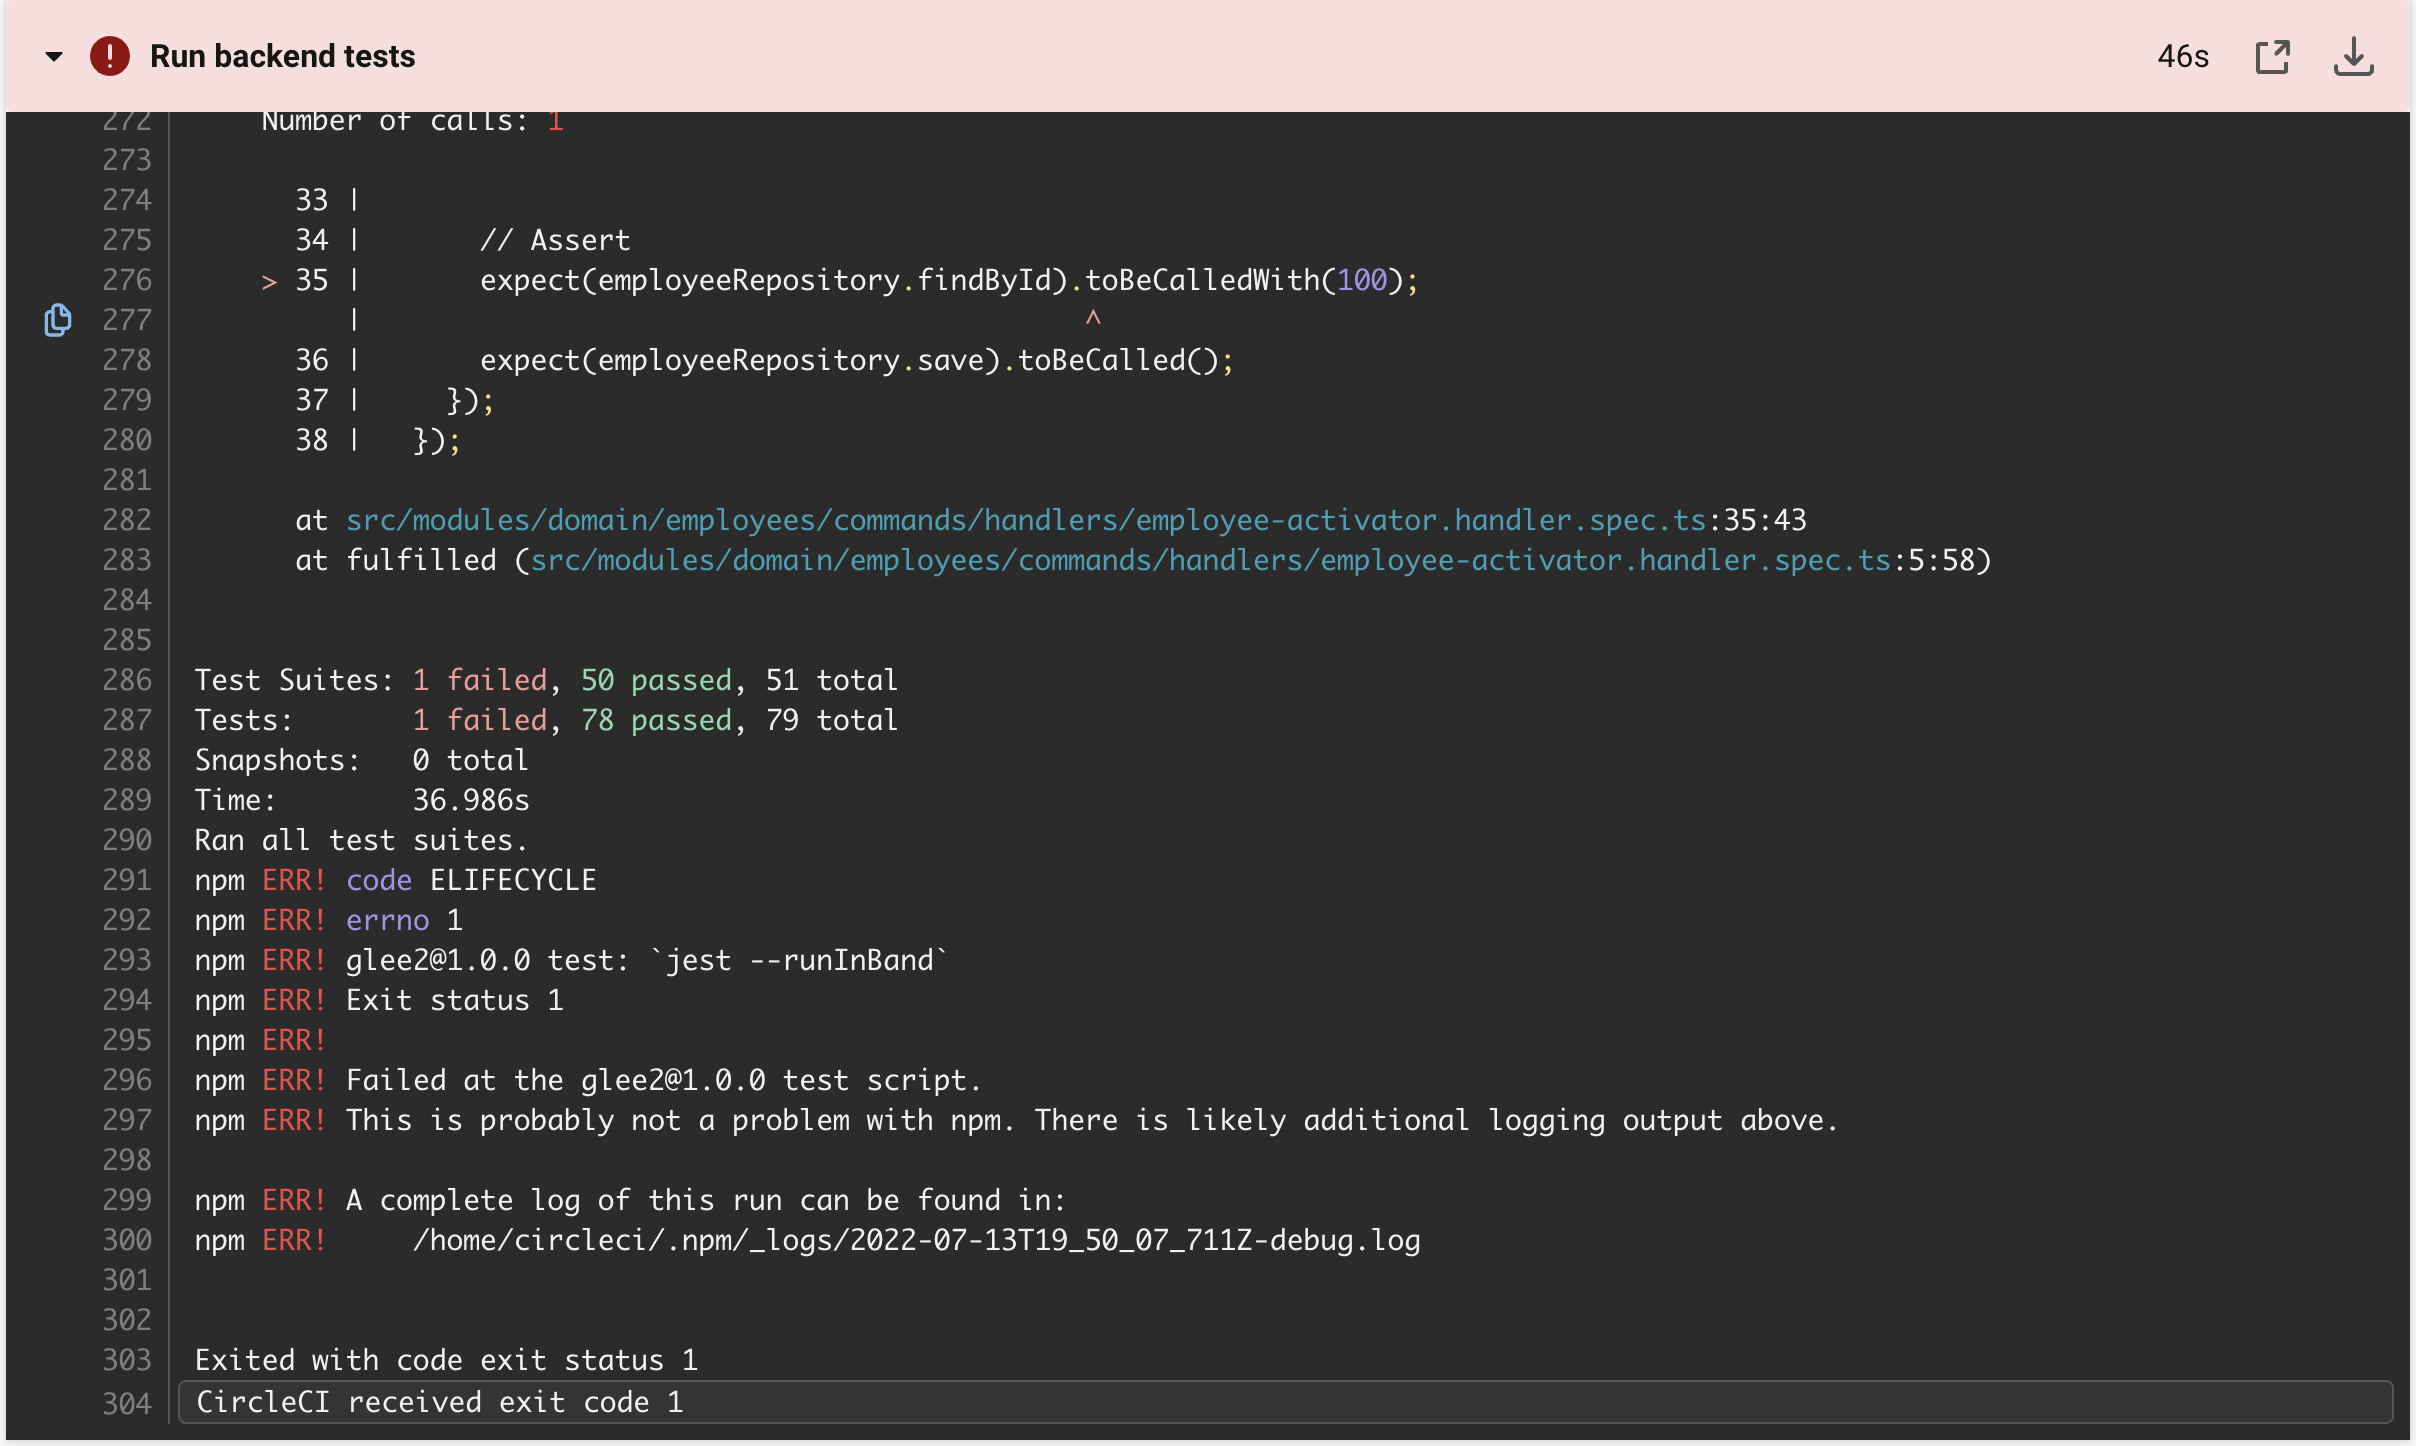 Run backend tests 46s
272 Number of calls: 1
273
274 33 |
275 34 | // Assert
276 > 35 | expect(employeeRepository.findById).toBeCalledWith(100);
277 | ^
278 36 | expect(employeeRepository.save).toBeCalled();
279 37 | });
280 38 | });
281
282 at src/modules/domain/employees/commands/handlers/employee-activator.handler.spec.ts:35:43
283 at fulfilled (src/modules/domain/employees/commands/handlers/employee-activator.handler.spec.ts:5:58)
284
285
286 Test Suites: 1 failed, 50 passed, 51 total
287 Tests: 1 failed, 78 passed, 79 total
288 Snapshots: 0 total
289 Time: 36.986s
290 Ran all test suites.
291 npm ERR! code ELIFECYCLE
292 npm ERR! errno 1
293 npm ERR! glee2@1.0.0 test: `jest --runInBand`
294 npm ERR! Exit status 1
295 npm ERR!
296 npm ERR! Failed at the glee2@1.0.0 test script.
297 npm ERR! This is probably not a problem with npm. There is likely additional logging output above.
298
299 npm ERR! A complete log of this run can be found in:
300 npm ERR! /home/circleci/.npm/_logs/2022-07-13T19_50_07_711Z-debug.log
301
302
303 Exited with code exit status 1
304 CircleCI received exit code 1